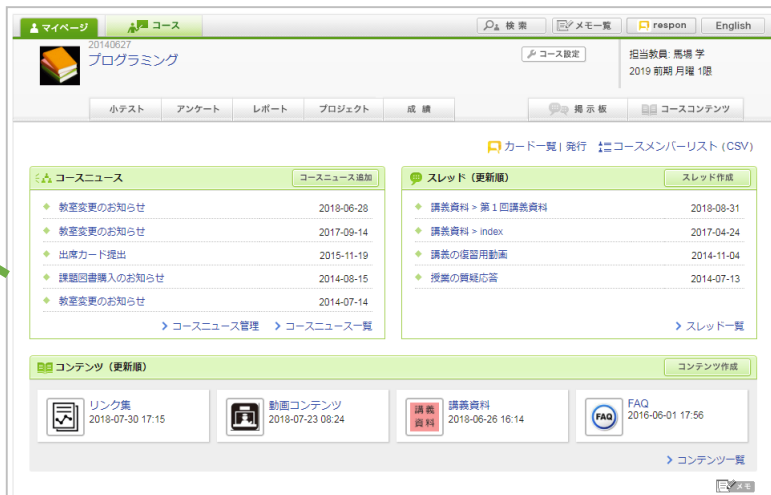 マイページ コース 検索 メモ一覧 respon English
20140627
プログラミング
コース設定
担当教員: 馬場 学
2019 前期 月曜 1限
小テスト アンケート レポート プロジェクト 成績 掲示板 コースコンテンツ
カード一覧 | 発行 コースメンバーリスト (CSV)
コースニュース コースニュース追加
教室変更のお知らせ 2018-06-28
教室変更のお知らせ 2017-09-14
出席カード提出 2015-11-19
課題図書購入のお知らせ 2014-08-15
教室変更のお知らせ 2014-07-14
コースニュース管理 コースニュース一覧
スレッド（更新順） スレッド作成
講義資料 > 第１回講義資料 2018-08-31
講義資料 > index 2017-04-24
講義の復習用動画 2014-11-04
授業の質疑応答 2014-07-13
スレッド一覧
コンテンツ（更新順） コンテンツ作成
リンク集
2018-07-30 17:15
動画コンテンツ
2018-07-23 08:24
講義
資料
講義資料
2018-06-26 16:14
FAQ
FAQ
2016-06-01 17:56
コンテンツ一覧
メモ